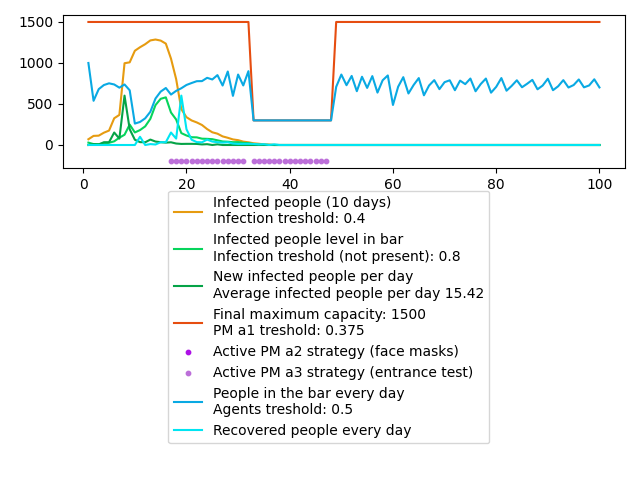 1500
1000
500
0
0
20
40
60
80
100
Infected people (10 days)
Infection treshold: 0.4
Infected people level in bar
Infection treshold (not present): 0.8
New infected people per day
Average infected people per day 15.42
Final maximum capacity: 1500
PM a1 treshold: 0.375
Active PM a2 strategy (face masks)
Active PM a3 strategy (entrance test)
People in the bar every day
Agents treshold: 0.5
Recovered people every day